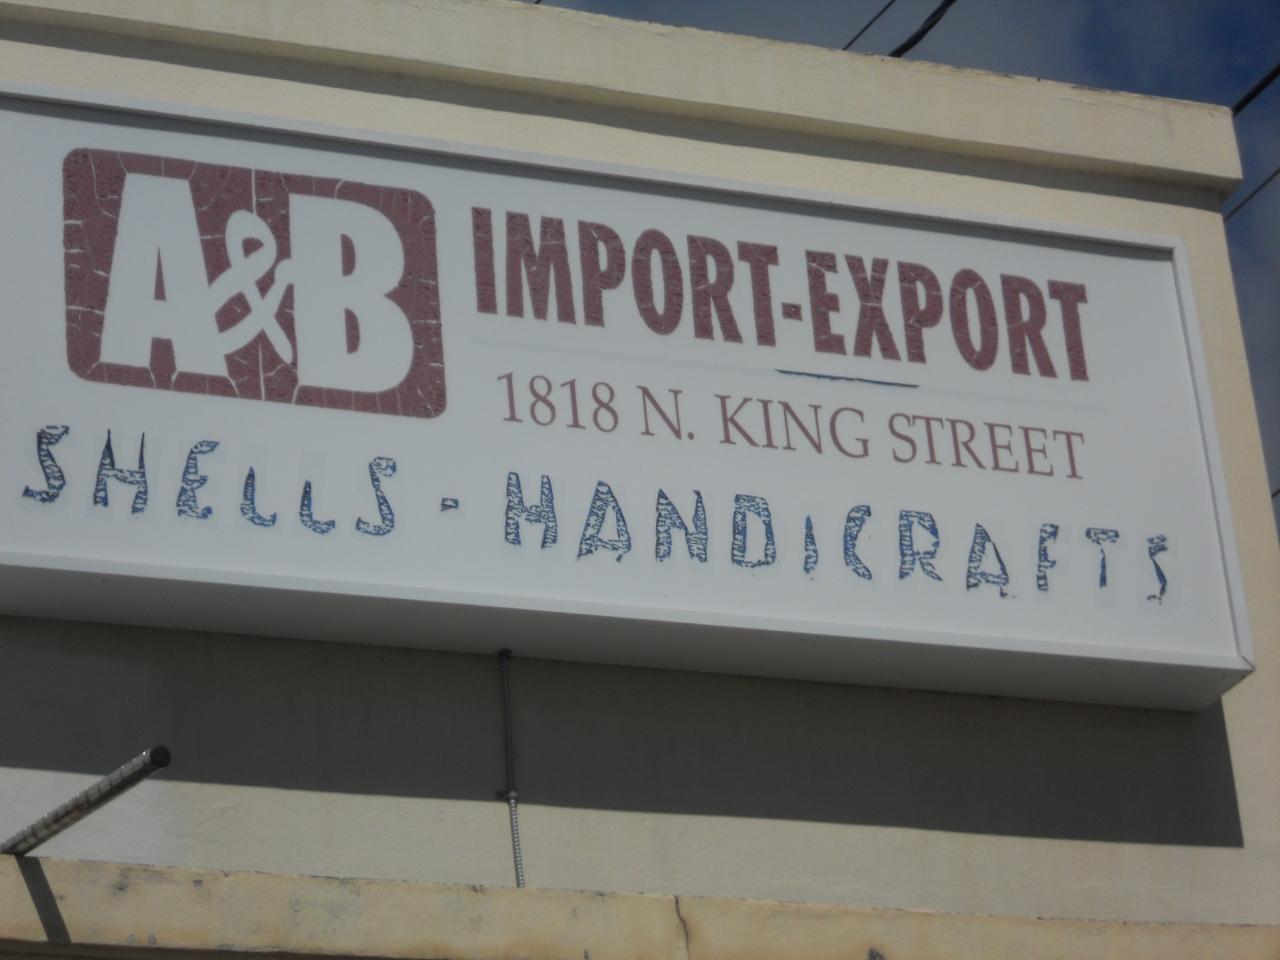 A&B IMPORT-EXPORT
1818 N. KING STREET
SHELLS - HANDICRAFTS